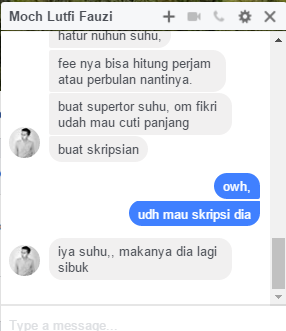 Moch Lutfi Fauzi
hatur nuhun suhu,
fee nya bisa hitung perjam
atau perbulan nantinya.
buat supertor suhu, om fikri
udah mau cuti panjang
buat skripsian
owh,
udh mau skripsi dia
iya suhu,, makanya dia lagi
sibuk
Type a message...